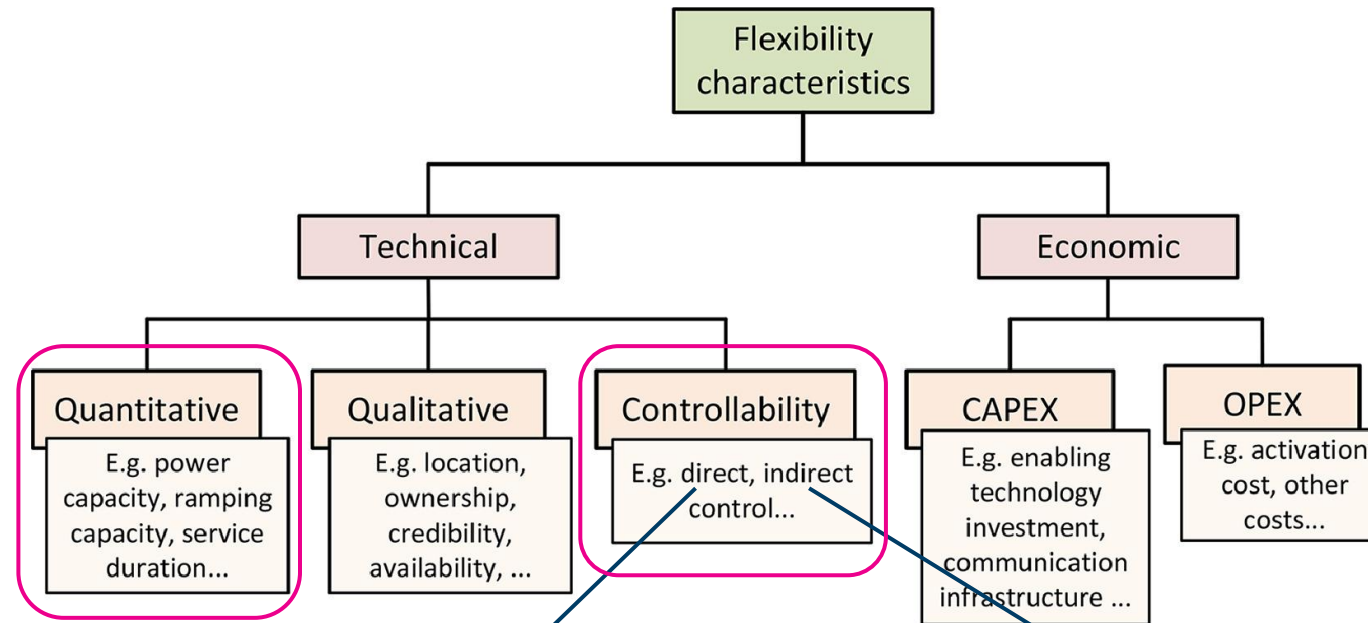 Flexibility
characteristics
Technical
Economic
Quantitative
E.g. power
capacity, ramping
capacity, service
duration...
Qualitative
E.g. location,
ownership,
credibility,
availability, ...
Controllability
E.g. direct, indirect
control...
CAPEX
E.g. enabling
technology
investment,
communication
infrastructure ...
OPEX
E.g. activation
cost, other
costs...